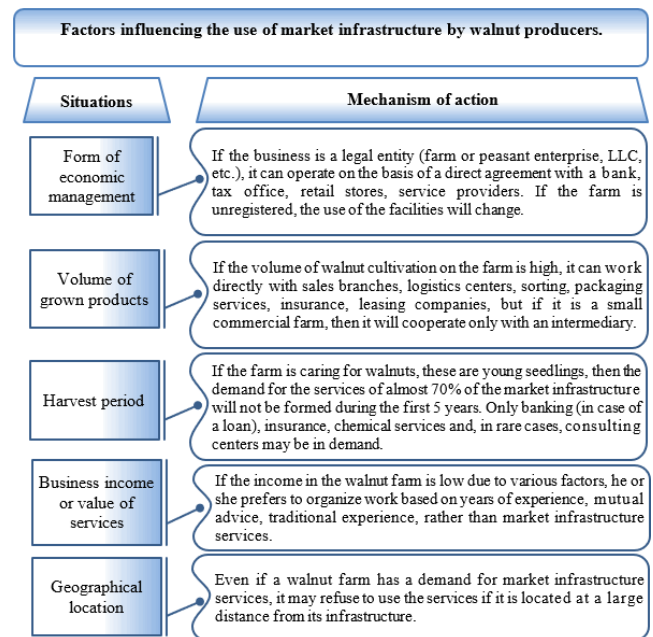 Factors influencing the use of market infrastructure by walnut producers.
Situations
Mechanism of action
Form of
economic
management
If the business is a legal entity (farm or peasant enterprise, LLC,
etc.), it can operate on the basis of a direct agreement with a bank,
tax office, retail stores, service providers. If the farm is
unregistered, the use of the facilities will change.
Volume of
grown products
If the volume of walnut cultivation on the farm is high, it can work
directly with sales branches, logistics centers, sorting, packaging
services, insurance, leasing companies, but if it is a small
commercial farm, then it will cooperate only with an intermediary.
Harvest period
If the farm is caring for walnuts, these are young seedlings, then the
demand for the services of almost 70% of the market infrastructure
will not be formed during the first 5 years. Only banking (in case of
a loan), insurance, chemical services and, in rare cases, consulting
centers may be in demand.
Business income
or value of
services
If the income in the walnut farm is low due to various factors, he or
she prefers to organize work based on years of experience, mutual
advice, traditional experience, rather than market infrastructure
services.
Geographical
location
Even if a walnut farm has a demand for market infrastructure
services, it may refuse to use the services if it is located at a large
distance from its infrastructure.